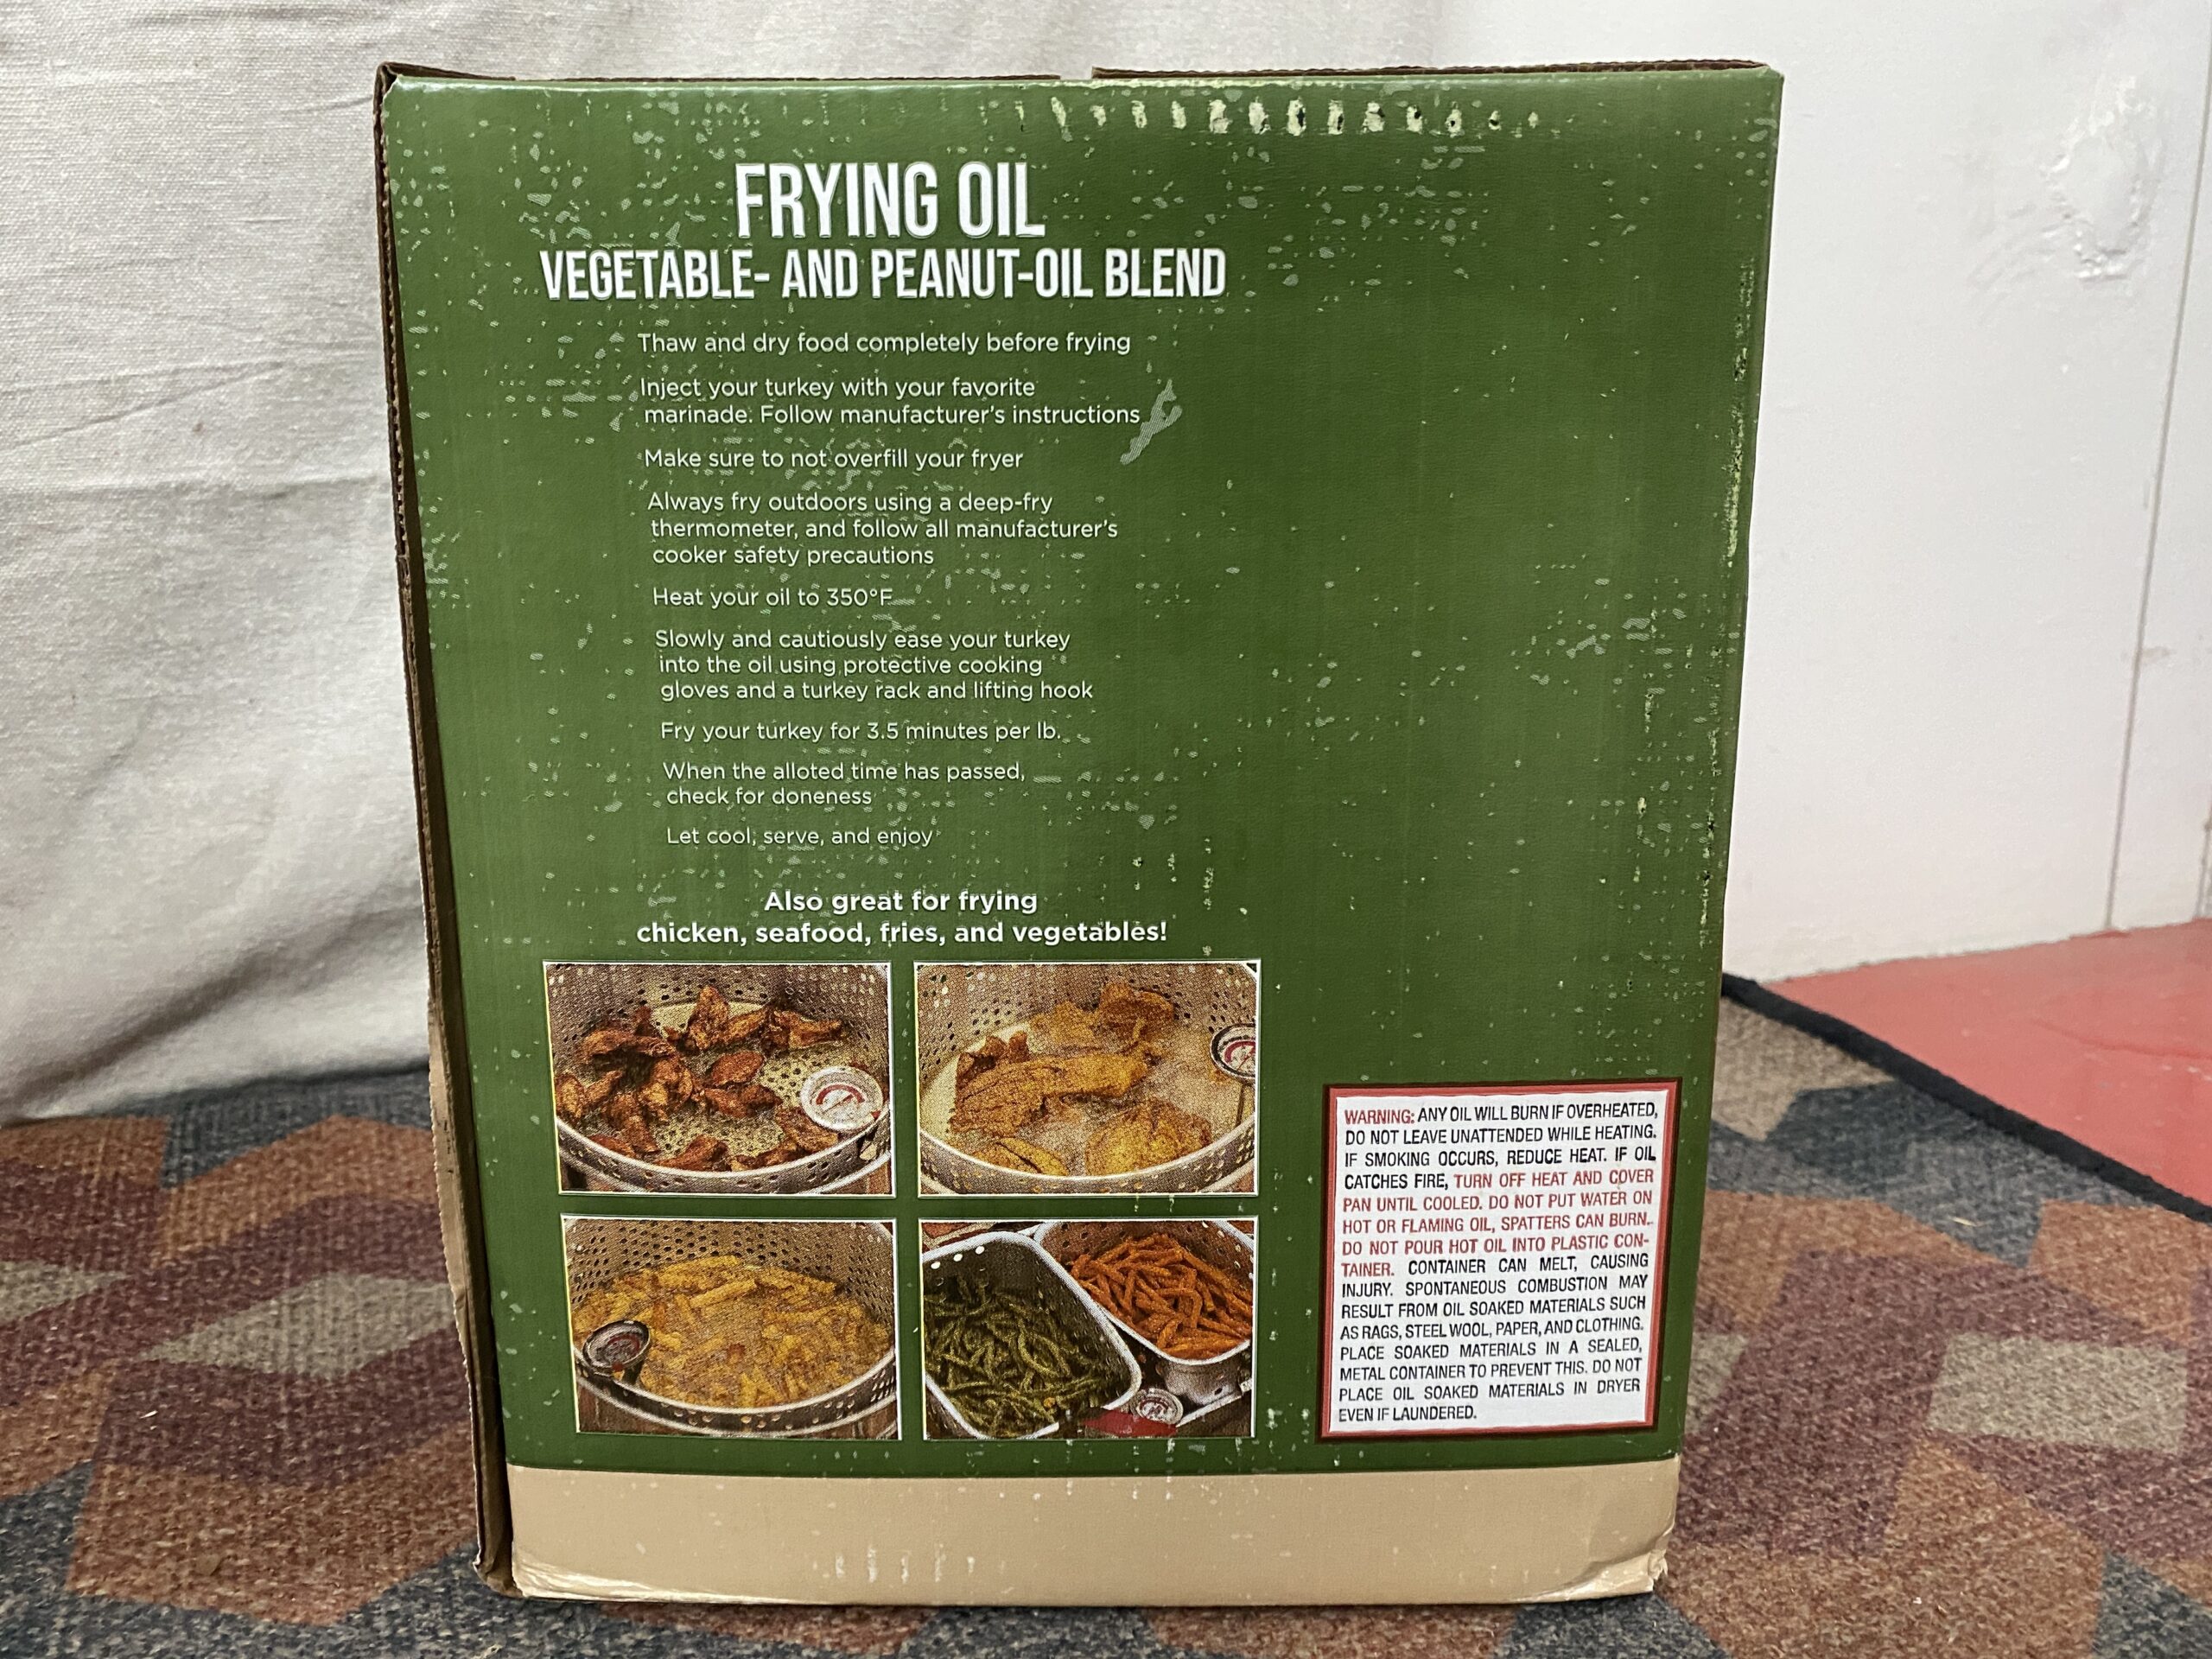 FRYING OIL
VEGETABLE- AND PEANUT-OIL BLEND
Thaw and dry food completely before frying
Inject your turkey with your favorite
marinade. Follow manufacturer's instructions
Make sure to not overfill your fryer
Always fry outdoors using a deep-fry
thermometer, and follow all manufacturer's
cooker safety precautions
Heat your oil to 350°F
Slowly and cautiously ease your turkey
into the oil using protective cooking
gloves and a turkey rack and lifting hook
Fry your turkey for 3.5 minutes per lb.
When the alloted time has passed,
check for doneness
Let cool, serve, and enjoy
Also great for frying
chicken, seafood, fries, and vegetables!
WARNING: ANY OIL WILL BURN IF OVERHEATED,
DO NOT LEAVE UNATTENDED WHILE HEATING.
IF SMOKING OCCURS, REDUCE HEAT. IF OIL
CATCHES FIRE, TURN OFF HEAT AND COVER
PAN UNTIL COOLED. DO NOT PUT WATER ON
HOT OR FLAMING OIL, SPATTERS CAN BURN.
DO NOT POUR HOT OIL INTO PLASTIC CON-
TAINER. CONTAINER CAN MELT, CAUSING
INJURY. SPONTANEOUS COMBUSTION MAY
RESULT FROM OIL SOAKED MATERIALS SUCH
AS RAGS, STEEL WOOL, PAPER, AND CLOTHING.
PLACE SOAKED MATERIALS IN A SEALED,
METAL CONTAINER TO PREVENT THIS. DO NOT
PLACE OIL SOAKED MATERIALS IN DRYER
EVEN IF LAUNDERED.